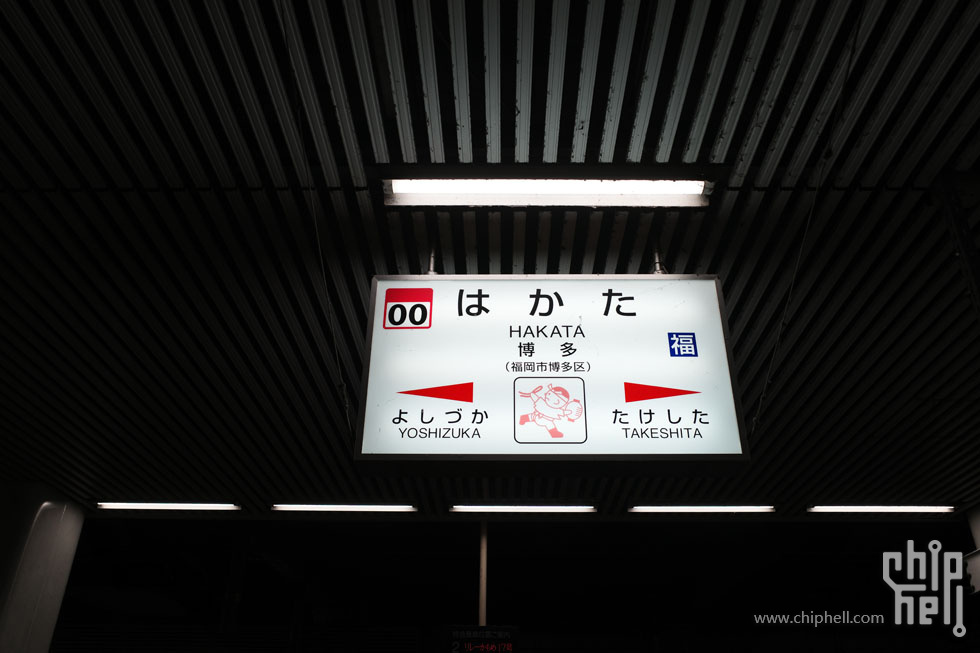 00
はかた
HAKATA
博多
(福岡市博多区)
福
よしづか
YOSHIZUKA
たけした
TAKESHITA
chip
hell
www.chiphell.com
2